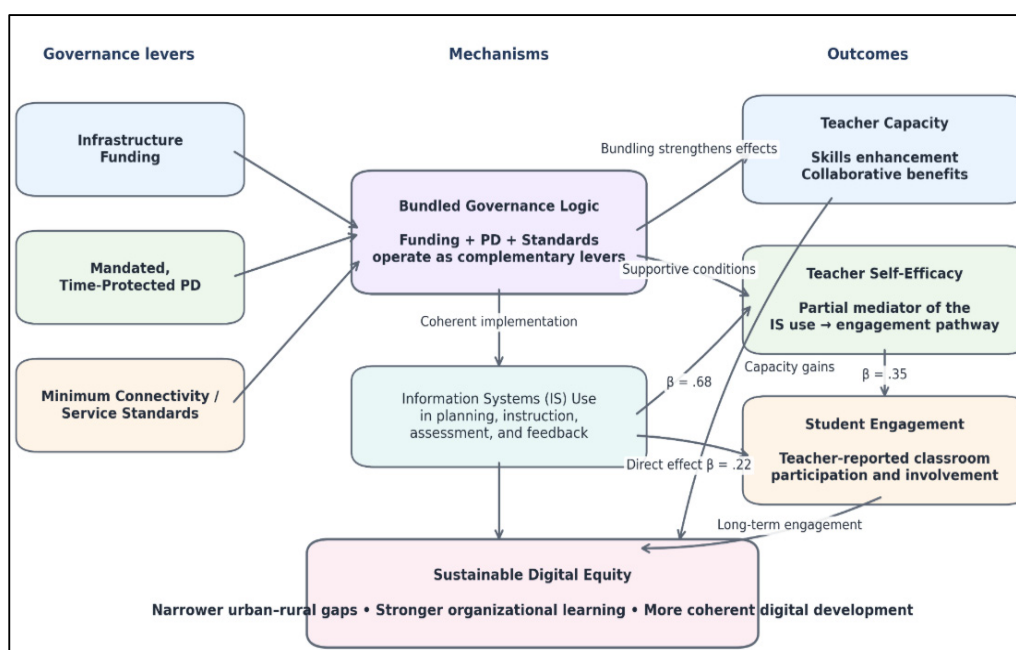 Governance levers
Mechanisms
Outcomes
Infrastructure
Funding
Mandated,
Time-Protected PD
Minimum Connectivity /
Service Standards
Bundled Governance Logic
Funding + PD + Standards
operate as complementary levers
Coherent implementation
Information Systems (IS) Use
in planning, instruction,
assessment, and feedback
Bundling strengthens effects
Supportive conditions
β = .68
Direct effect β = .22
Teacher Capacity
Skills enhancement
Collaborative benefits
Teacher Self-Efficacy
Partial mediator of the
IS use → engagement pathway
Capacity gains
β = .35
Student Engagement
Teacher-reported classroom
participation and involvement
Long-term engagement
Sustainable Digital Equity
Narrower urban–rural gaps • Stronger organizational learning • More coherent digital development